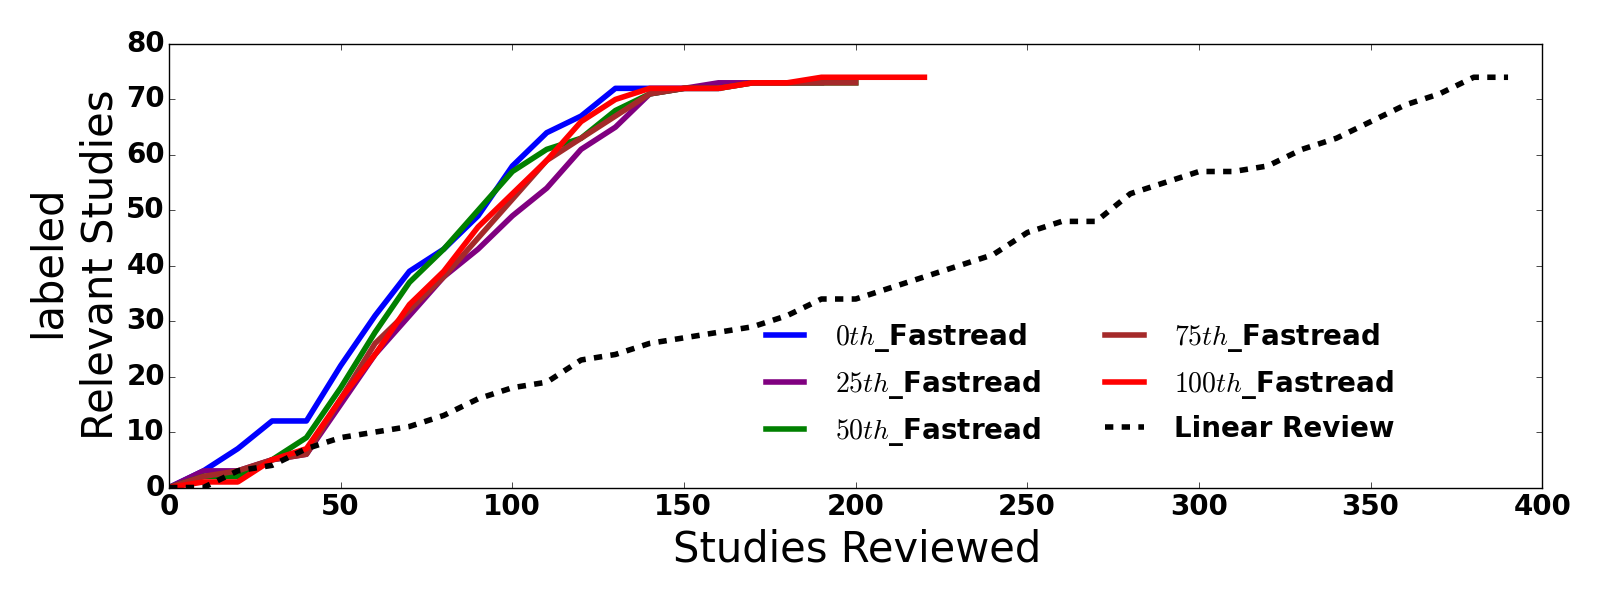 labeled
Relevant Studies
80
70
60
50
40
30
20
10
0
0 50 100 150 200 250 300 350 400
Studies Reviewed
0th_Fastread
25th_Fastread
50th_Fastread
75th_Fastread
100th_Fastread
Linear Review